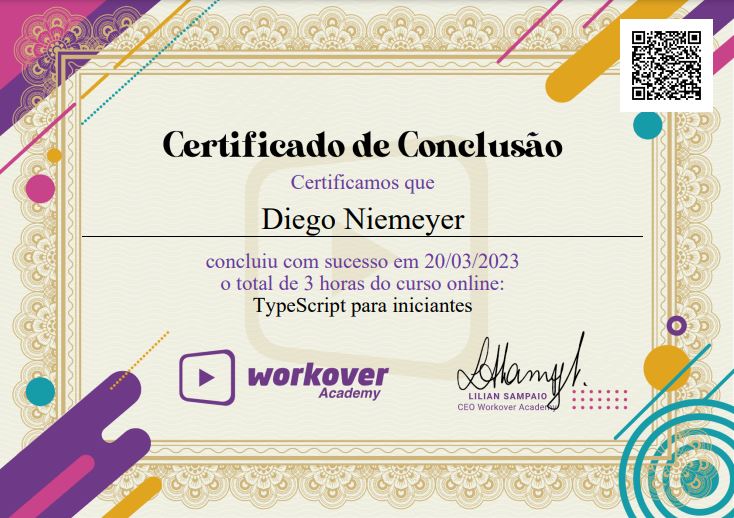 Certificado de Conclusão
Certificamos que
Diego Niemeyer
concluiu com sucesso em 20/03/2023
o total de 3 horas do curso online:
TypeScript para iniciantes
workover
Academy
LILIAN SAMPAIO
CEO Workover Academy